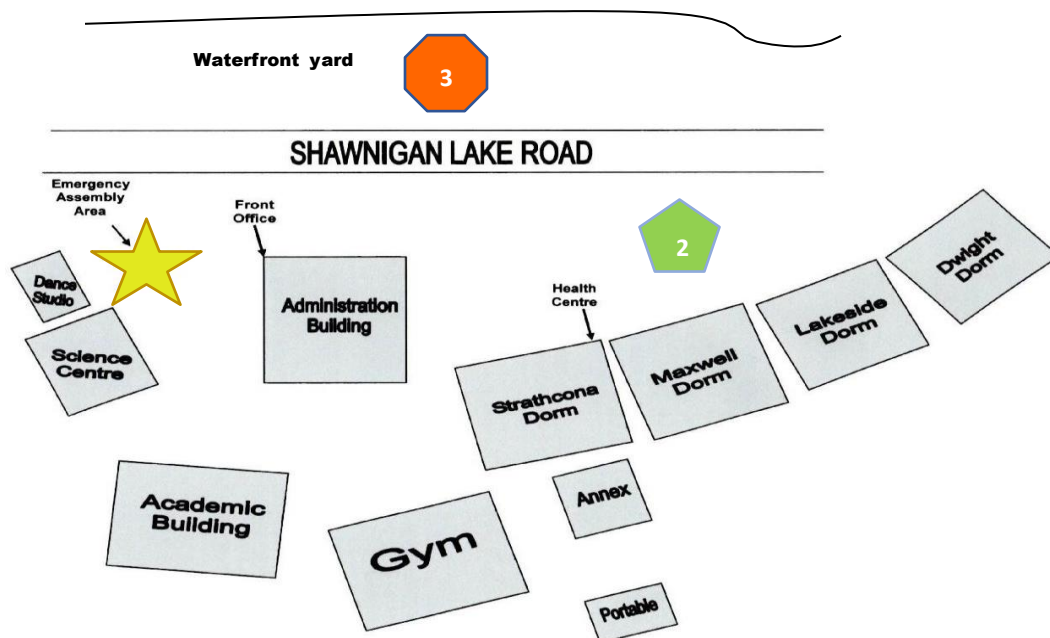 Waterfront yard
3
SHAWNIGAN LAKE ROAD
Emergency
Assembly
Area
Front
Office
2
Dance
Studio
Administration
Building
Health
Centre
Dwight
Dorm
Lakeside
Dorm
Science
Centre
Maxwell
Dorm
Strathcona
Dorm
Academic
Building
Gym
Annex
Portable